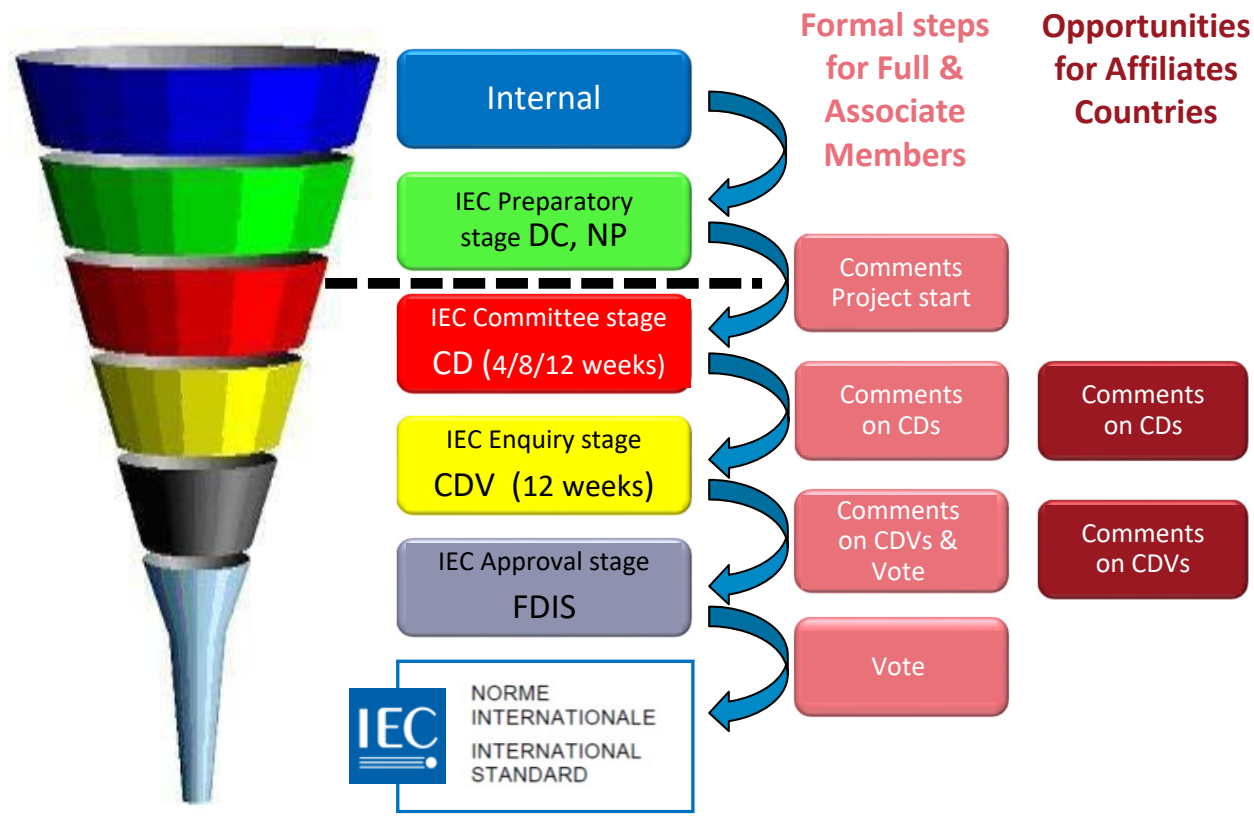 Formal steps
for Full &
Associate
Members
Opportunities
for Affiliates
Countries
Internal
IEC Preparatory
stage DC, NP
Comments
Project start
IEC Committee stage
CD (4/8/12 weeks)
Comments
on CDs
Comments
on CDs
IEC Enquiry stage
CDV (12 weeks)
Comments
on CDVs &
Vote
Comments
on CDVs
IEC Approval stage
FDIS
Vote
IEC
NORME
INTERNATIONALE
INTERNATIONAL
STANDARD